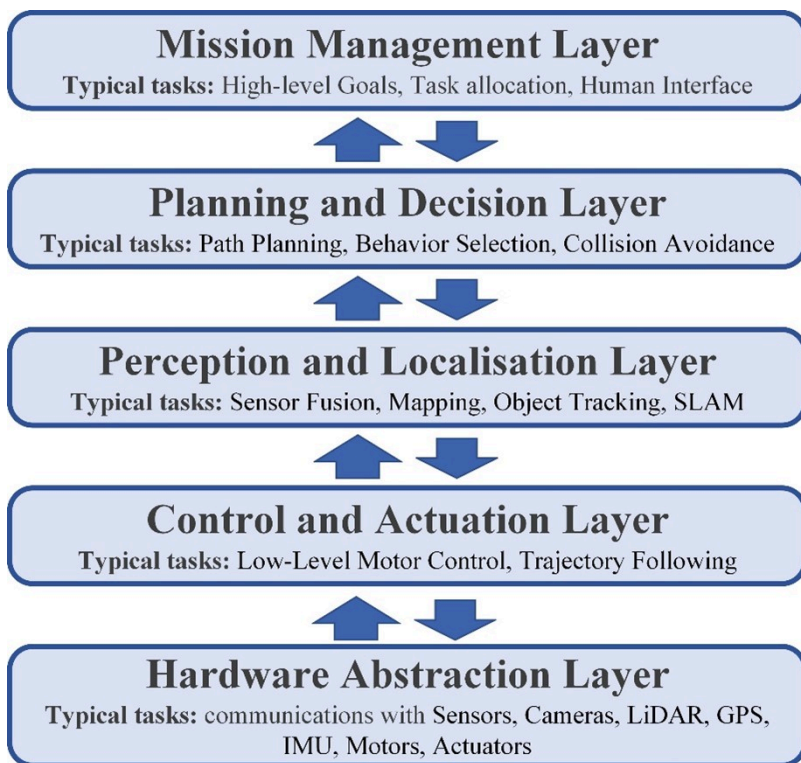 Mission Management Layer
Typical tasks: High-level Goals, Task allocation, Human Interface
Planning and Decision Layer
Typical tasks: Path Planning, Behavior Selection, Collision Avoidance
Perception and Localisation Layer
Typical tasks: Sensor Fusion, Mapping, Object Tracking, SLAM
Control and Actuation Layer
Typical tasks: Low-Level Motor Control, Trajectory Following
Hardware Abstraction Layer
Typical tasks: communications with Sensors, Cameras, LiDAR, GPS,
IMU, Motors, Actuators